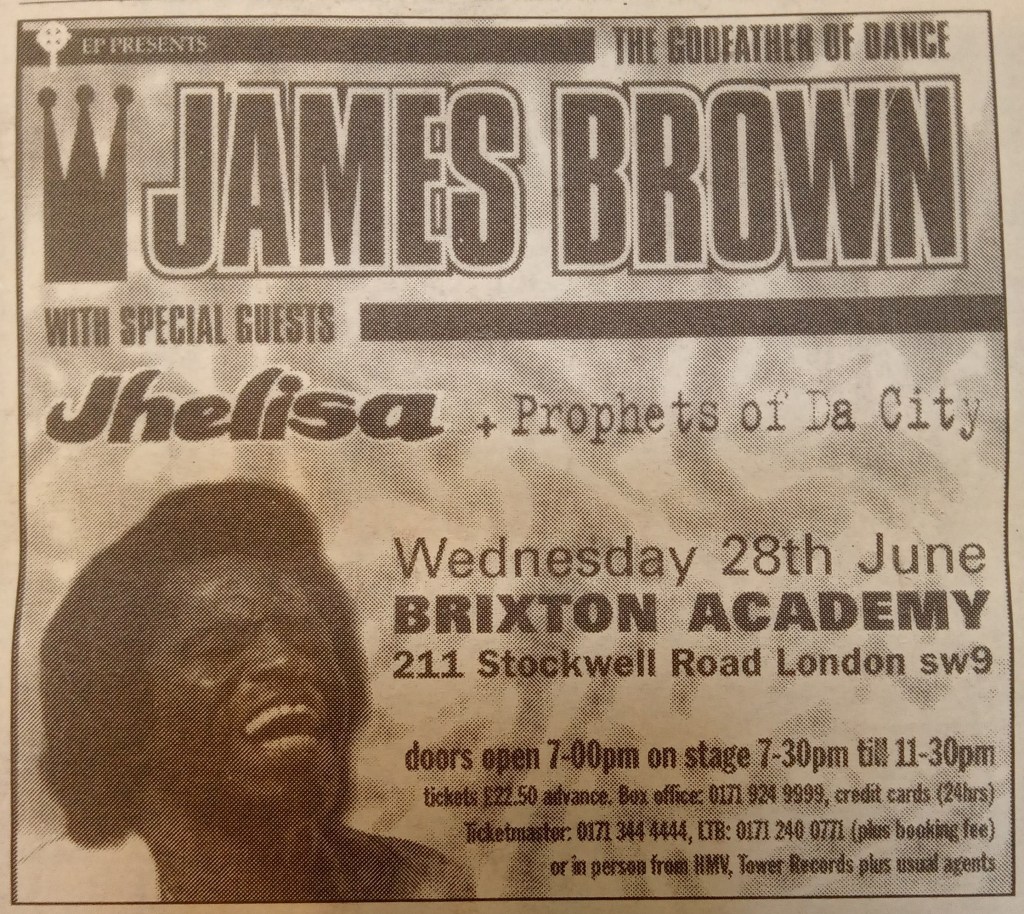 EP PRESENTS
THE GODFATHER OF DANCE
JAMES BROWN
WITH SPECIAL GUESTS
Jhelisa + Prophets of Da City
Wednesday 28th June
BRIXTON ACADEMY
211 Stockwell Road London sw9
doors open 7-00pm on stage 7-30pm till 11-30pm
tickets £22.50 advance. Box office: 0171 924 9999, credit cards (24hrs)
Ticketmaster: 0171 344 4444, LTB: 0171 240 0771 (plus booking fee)
or in person from HMV, Tower Records plus usual agents